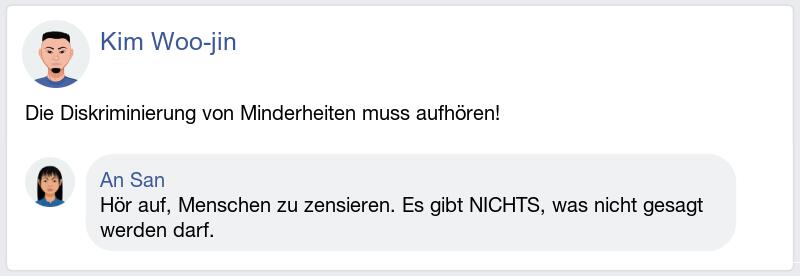 Kim Woo-jin
Die Diskriminierung von Minderheiten muss aufhören!
An San
Hör auf, Menschen zu zensieren. Es gibt NICHTS, was nicht gesagt
werden darf.